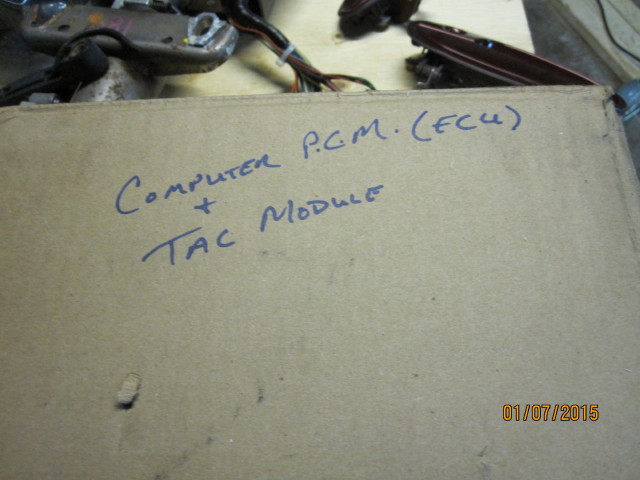 COMPUTER P.C.M. (ECU)
+
TAC MODULE
01/07/2015